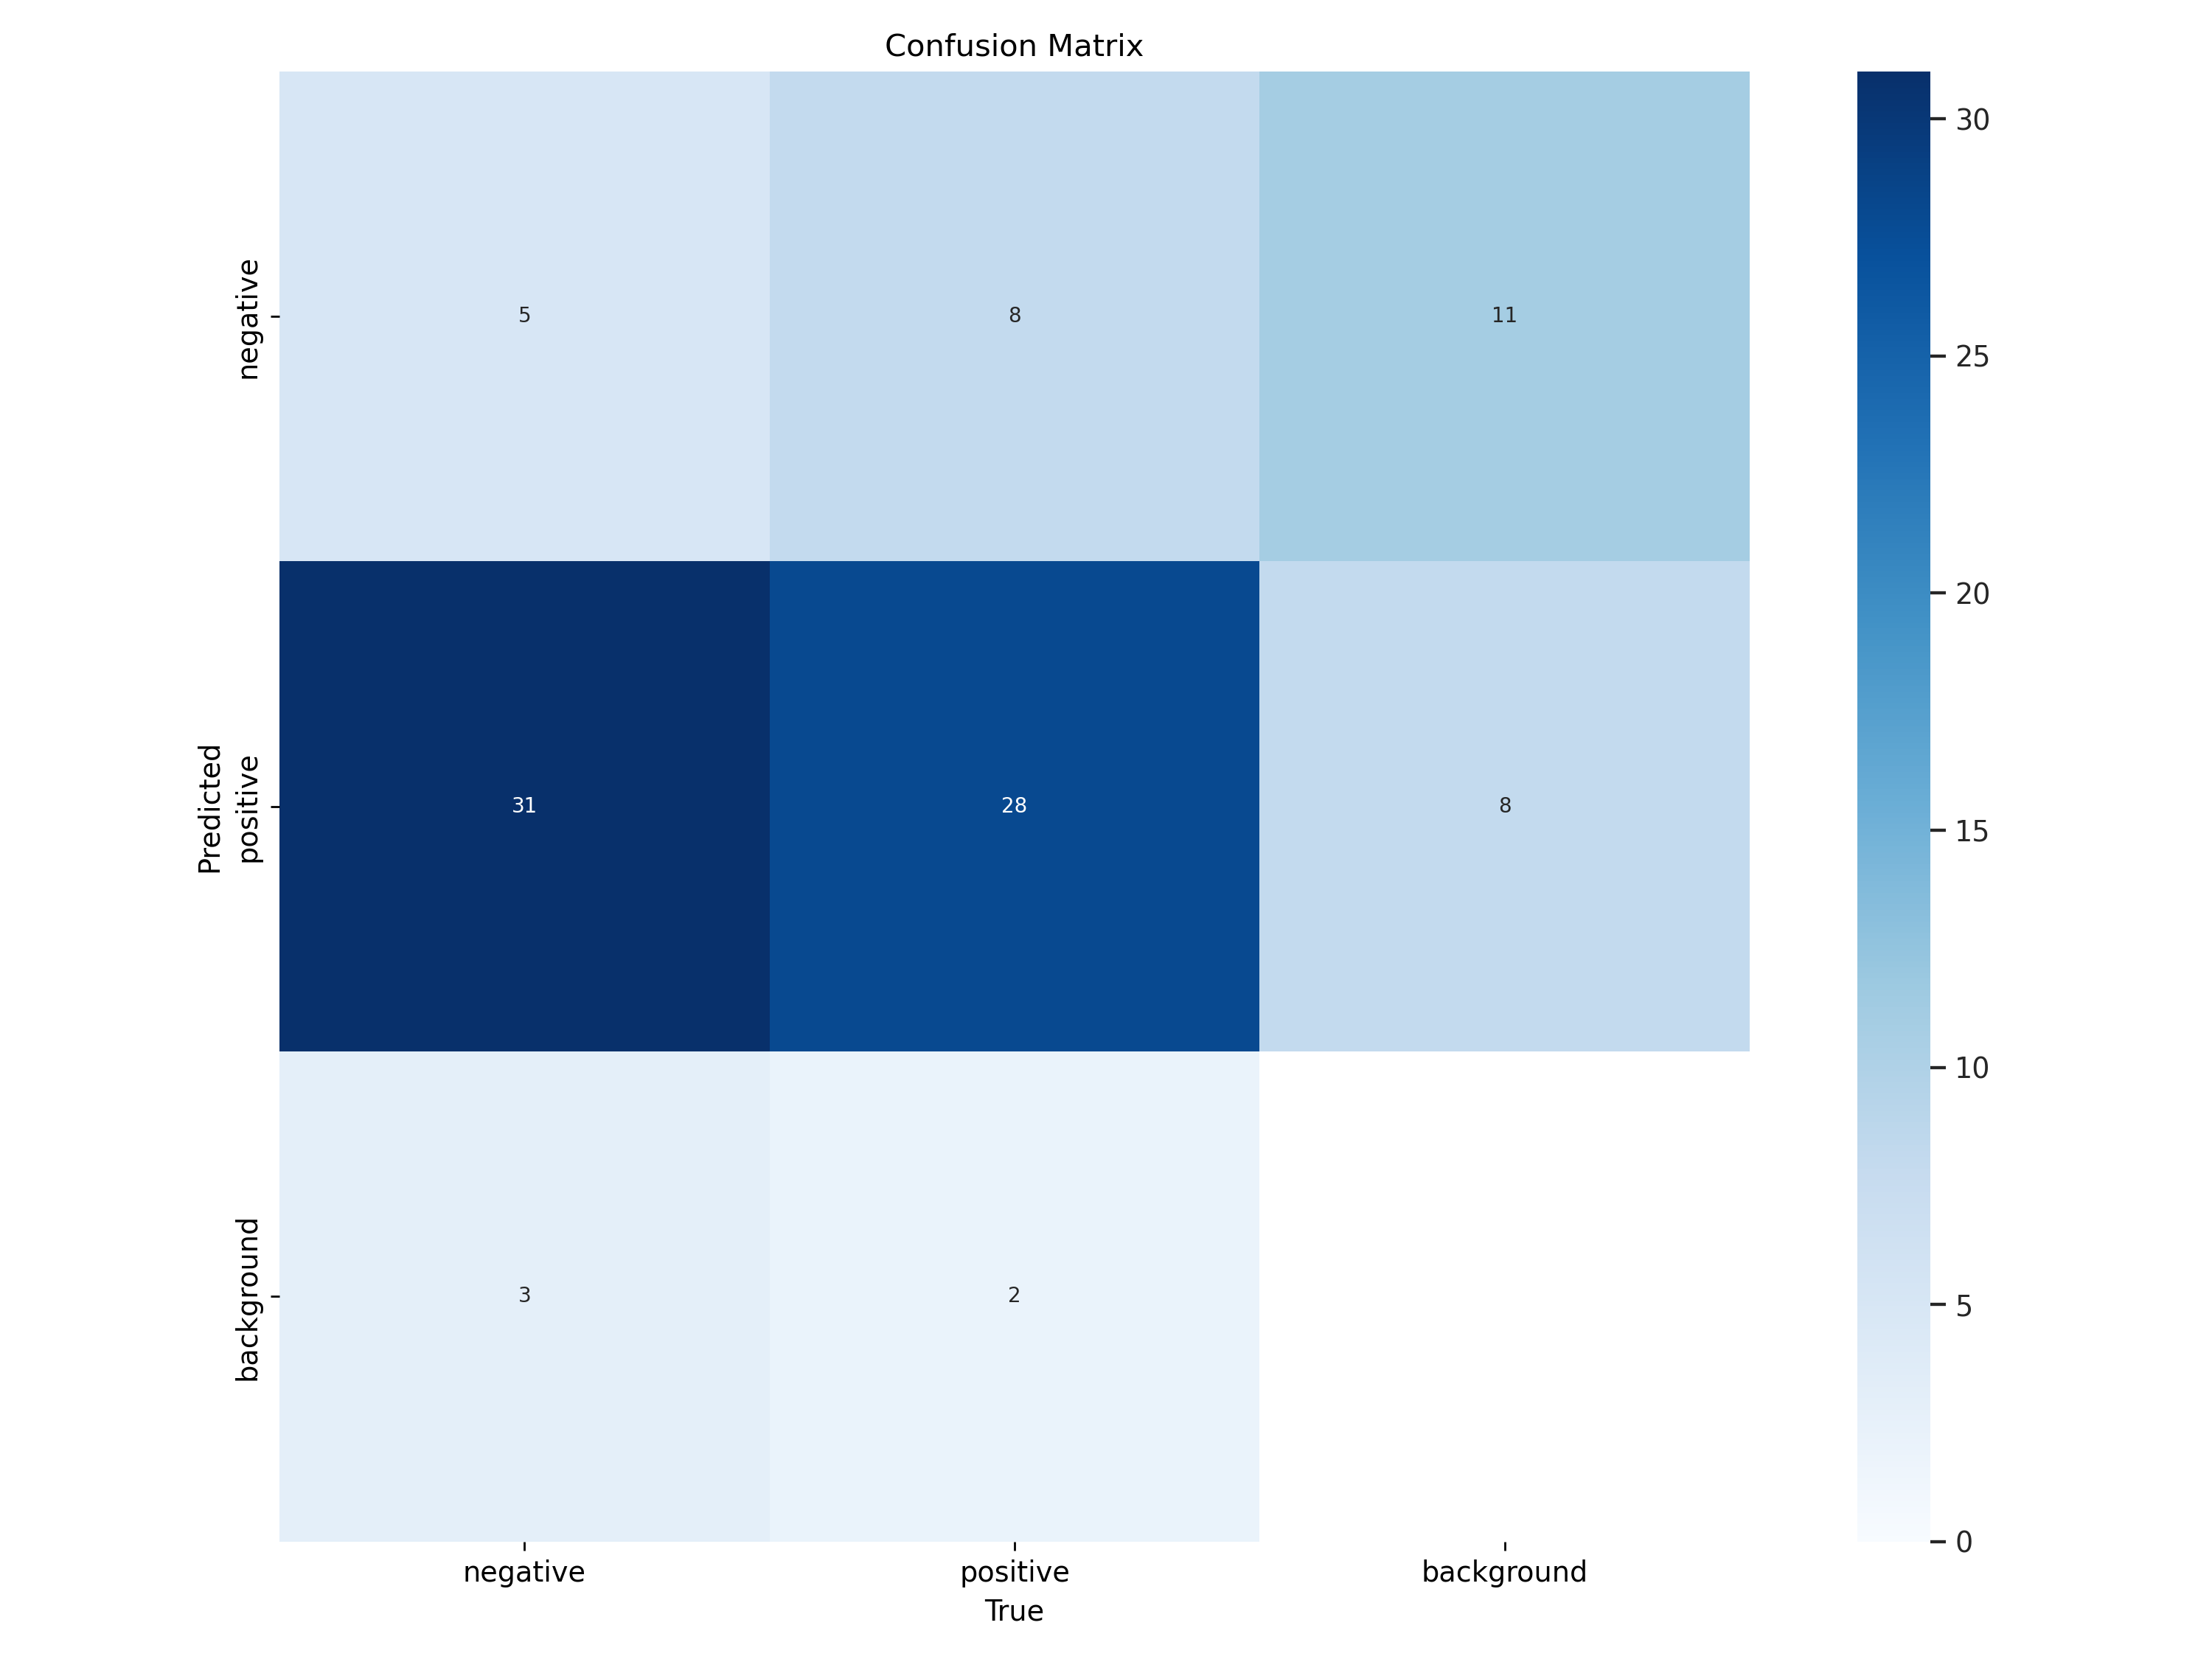 Confusion Matrix
negative
5 8 11
Predicted
positive
31 28 8
background
3 2
negative positive background
True
30
25
20
15
10
5
0